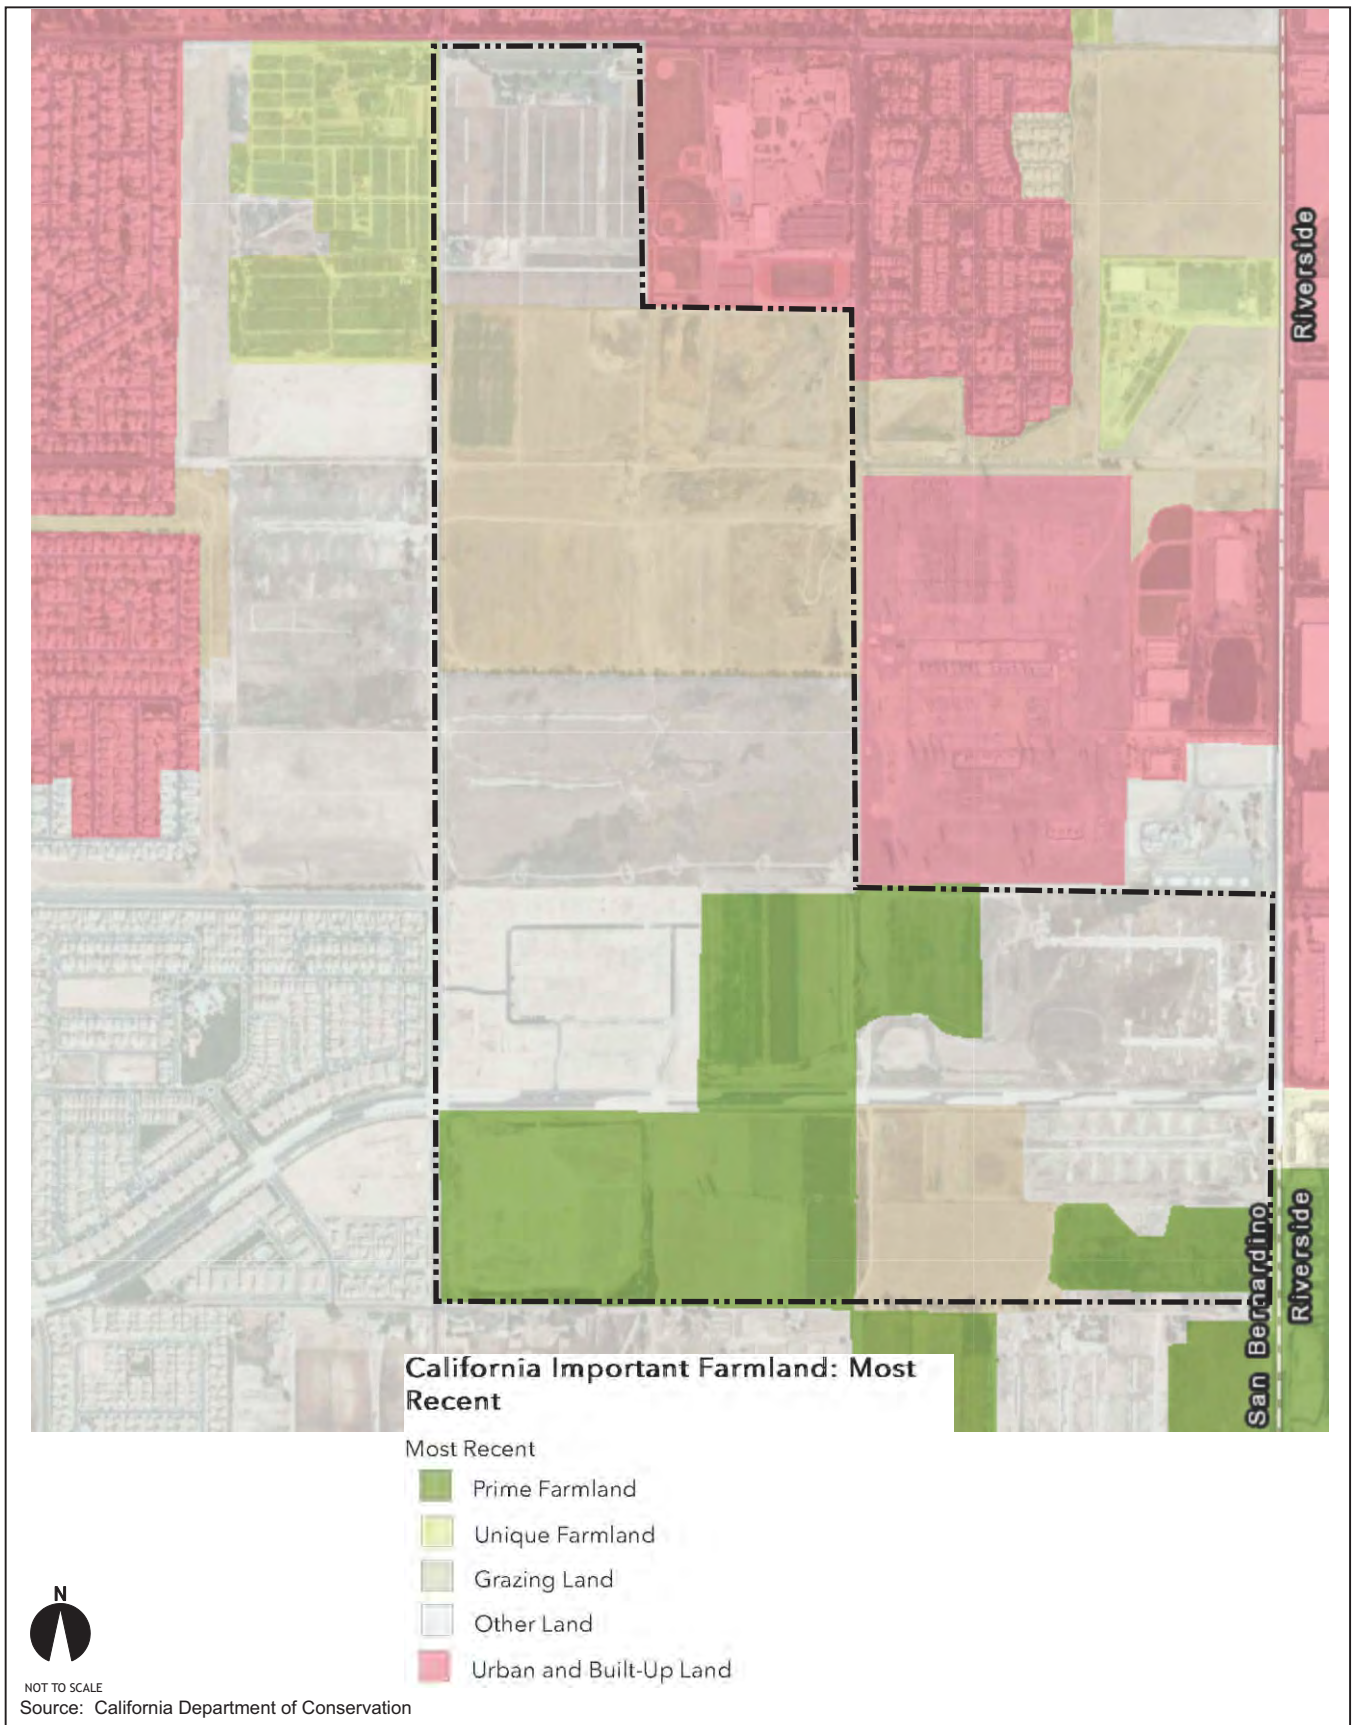 Riverside
San Bernardino
Riverside
California Important Farmland: Most
Recent
Most Recent
Prime Farmland
Unique Farmland
Grazing Land
Other Land
Urban and Built-Up Land
N
NOT TO SCALE
Source: California Department of Conservation